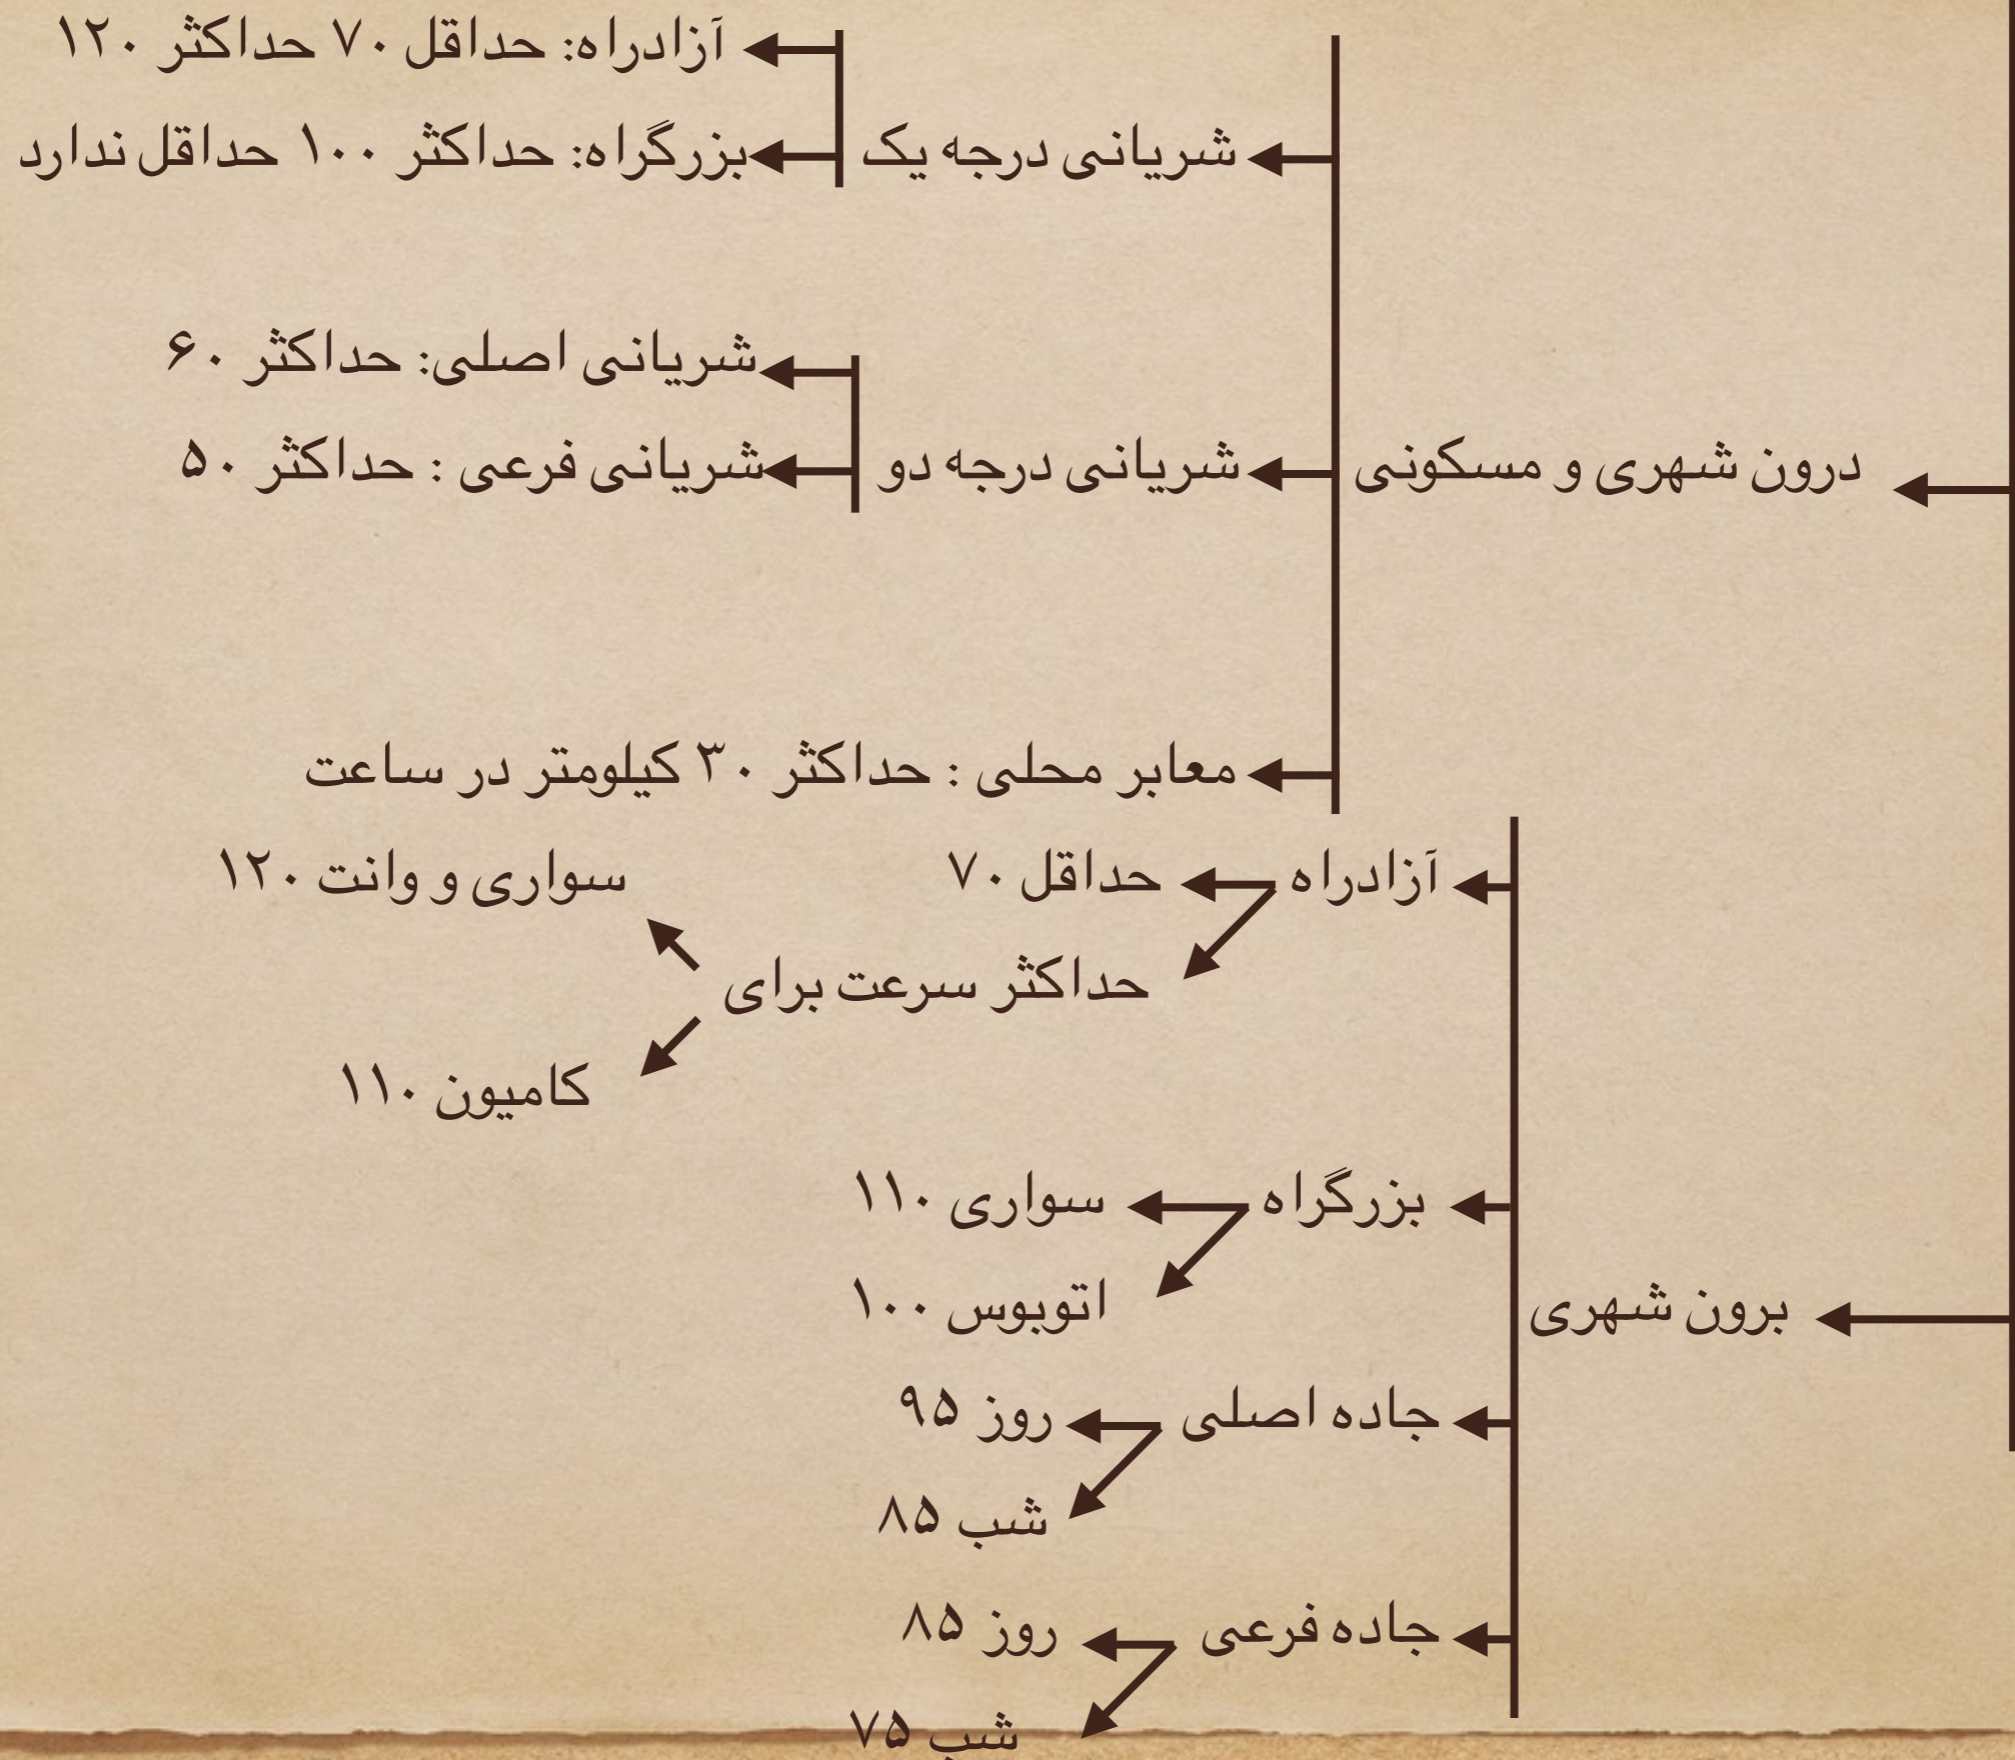 آزادراه: حداقل ۷۰ حداکثر ۱۲۰
شریانی درجه یک
بزرگراه: حداکثر ۱۰۰ حداقل ندارد
شریانی اصلی: حداکثر ۶۰
درون شهری و مسکونی
شریانی درجه دو
شریانی فرعی : حداکثر ۵۰
معابر محلی : حداکثر ۳۰ کیلومتر در ساعت
آزادراه
حداقل ۷۰
سواری و وانت ۱۲۰
حداکثر سرعت برای
کامیون ۱۱۰
بزرگراه
سواری ۱۱۰
برون شهری
اتوبوس ۱۰۰
جاده اصلی
روز ۹۵
شب ۸۵
جاده فرعی
روز ۸۵
شب ۷۵